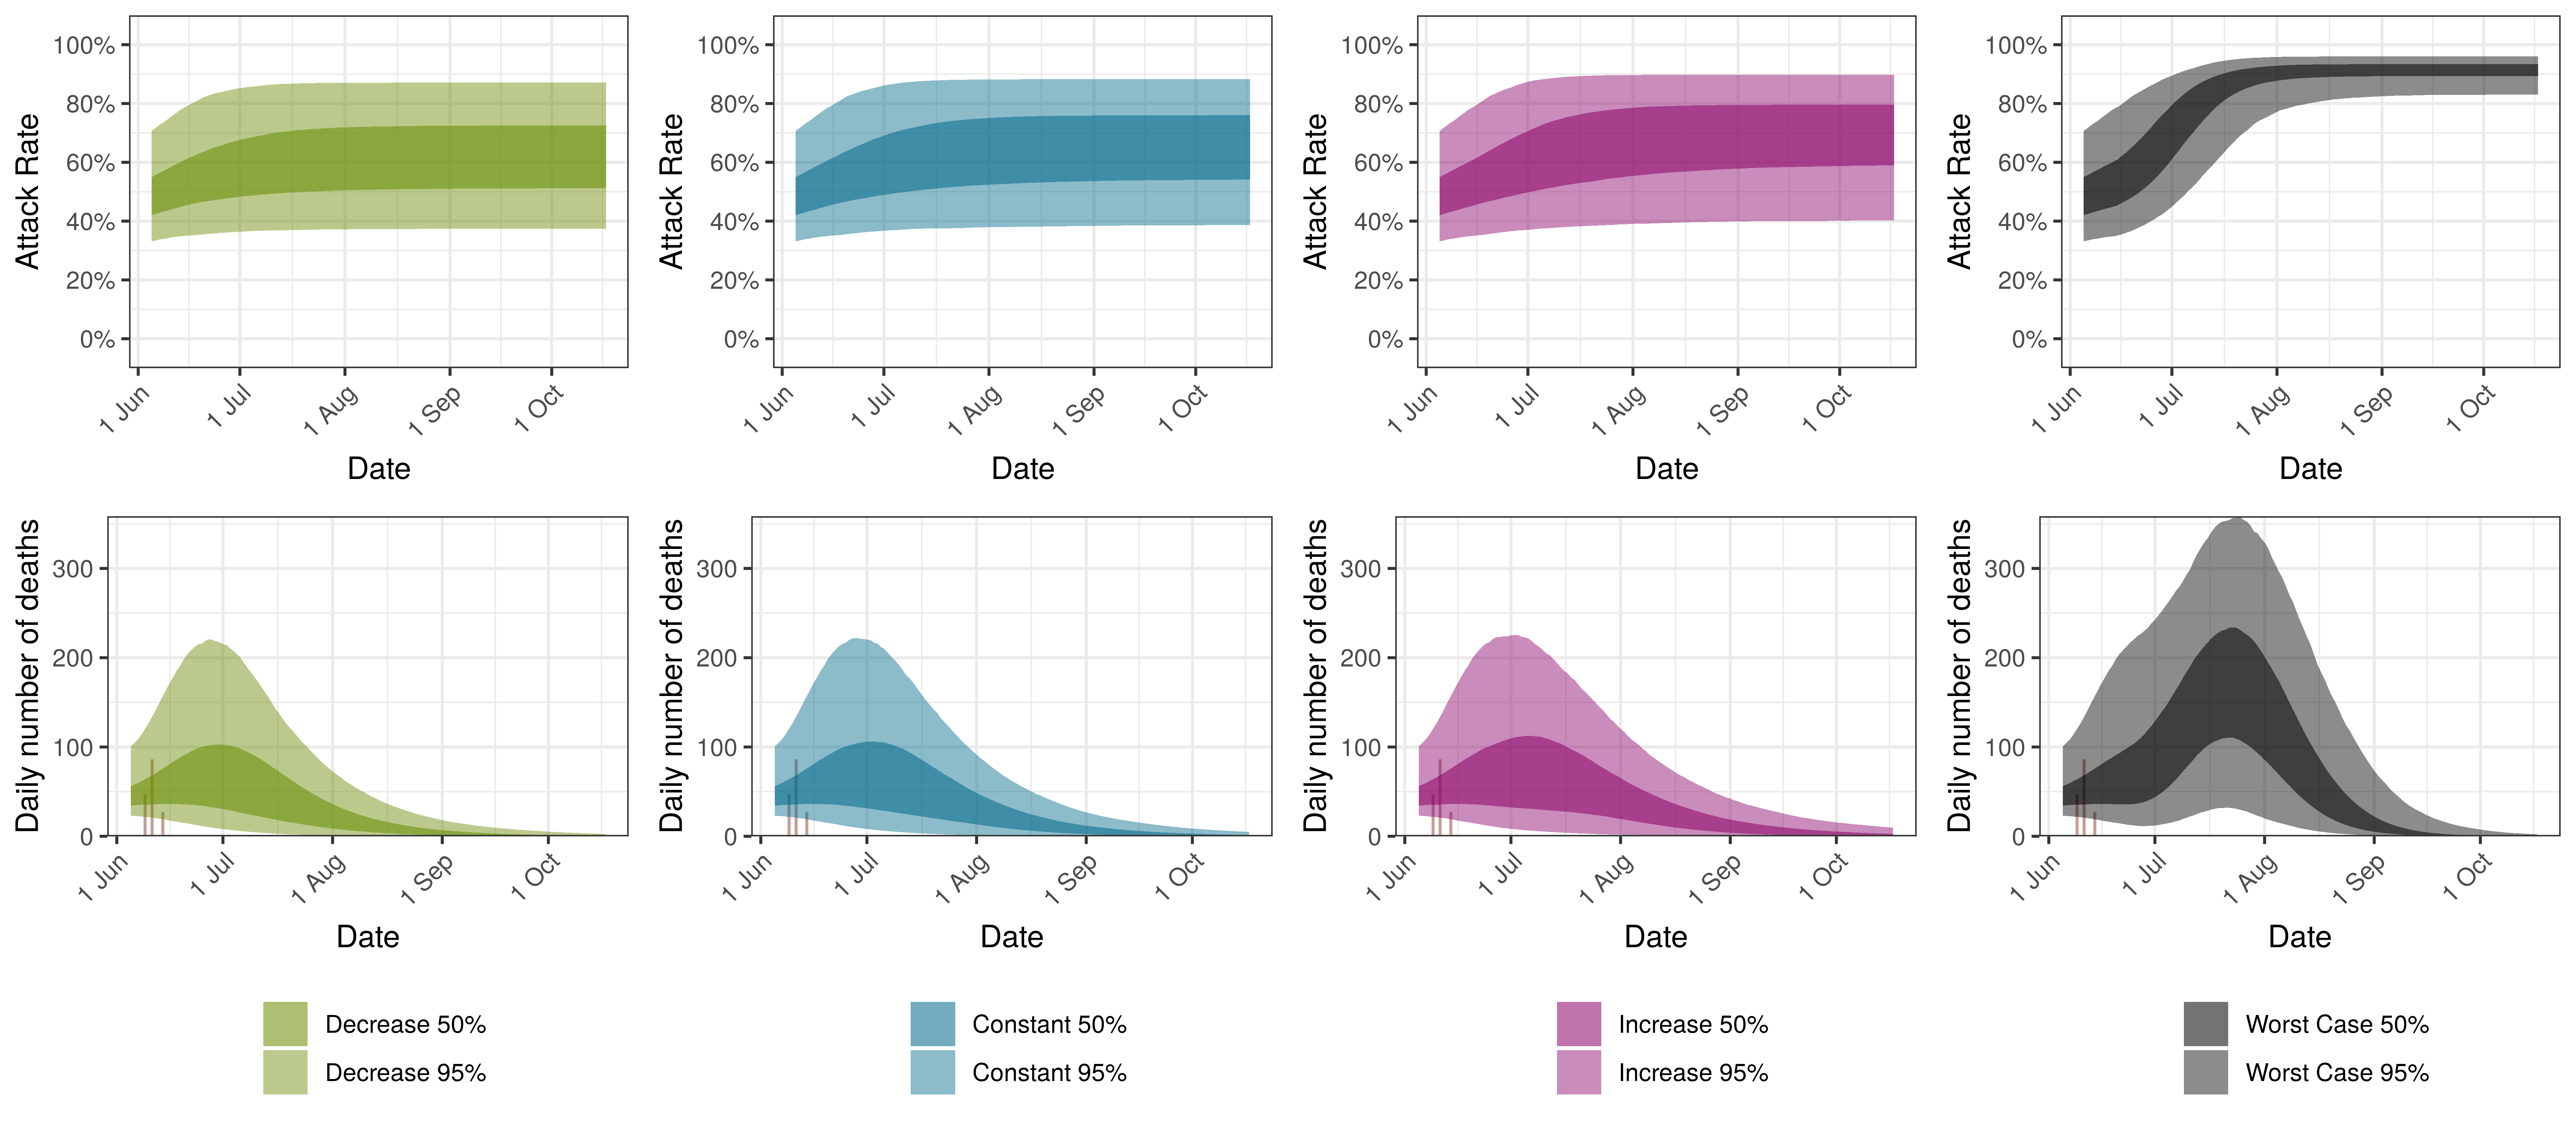 Attack Rate
100%
80%
60%
40%
20%
0%
1 Jun
1 Jul
1 Aug
1 Sep
1 Oct
Date
Attack Rate
100%
80%
60%
40%
20%
0%
1 Jun
1 Jul
1 Aug
1 Sep
1 Oct
Date
Attack Rate
100%
80%
60%
40%
20%
0%
1 Jun
1 Jul
1 Aug
1 Sep
1 Oct
Date
Attack Rate
100%
80%
60%
40%
20%
0%
1 Jun
1 Jul
1 Aug
1 Sep
1 Oct
Date
Daily number of deaths
300
200
100
0
1 Jun
1 Jul
1 Aug
1 Sep
1 Oct
Date
Daily number of deaths
300
200
100
0
1 Jun
1 Jul
1 Aug
1 Sep
1 Oct
Date
Daily number of deaths
300
200
100
0
1 Jun
1 Jul
1 Aug
1 Sep
1 Oct
Date
Daily number of deaths
300
200
100
0
1 Jun
1 Jul
1 Aug
1 Sep
1 Oct
Date
Decrease 50%
Decrease 95%
Constant 50%
Constant 95%
Increase 50%
Increase 95%
Worst Case 50%
Worst Case 95%